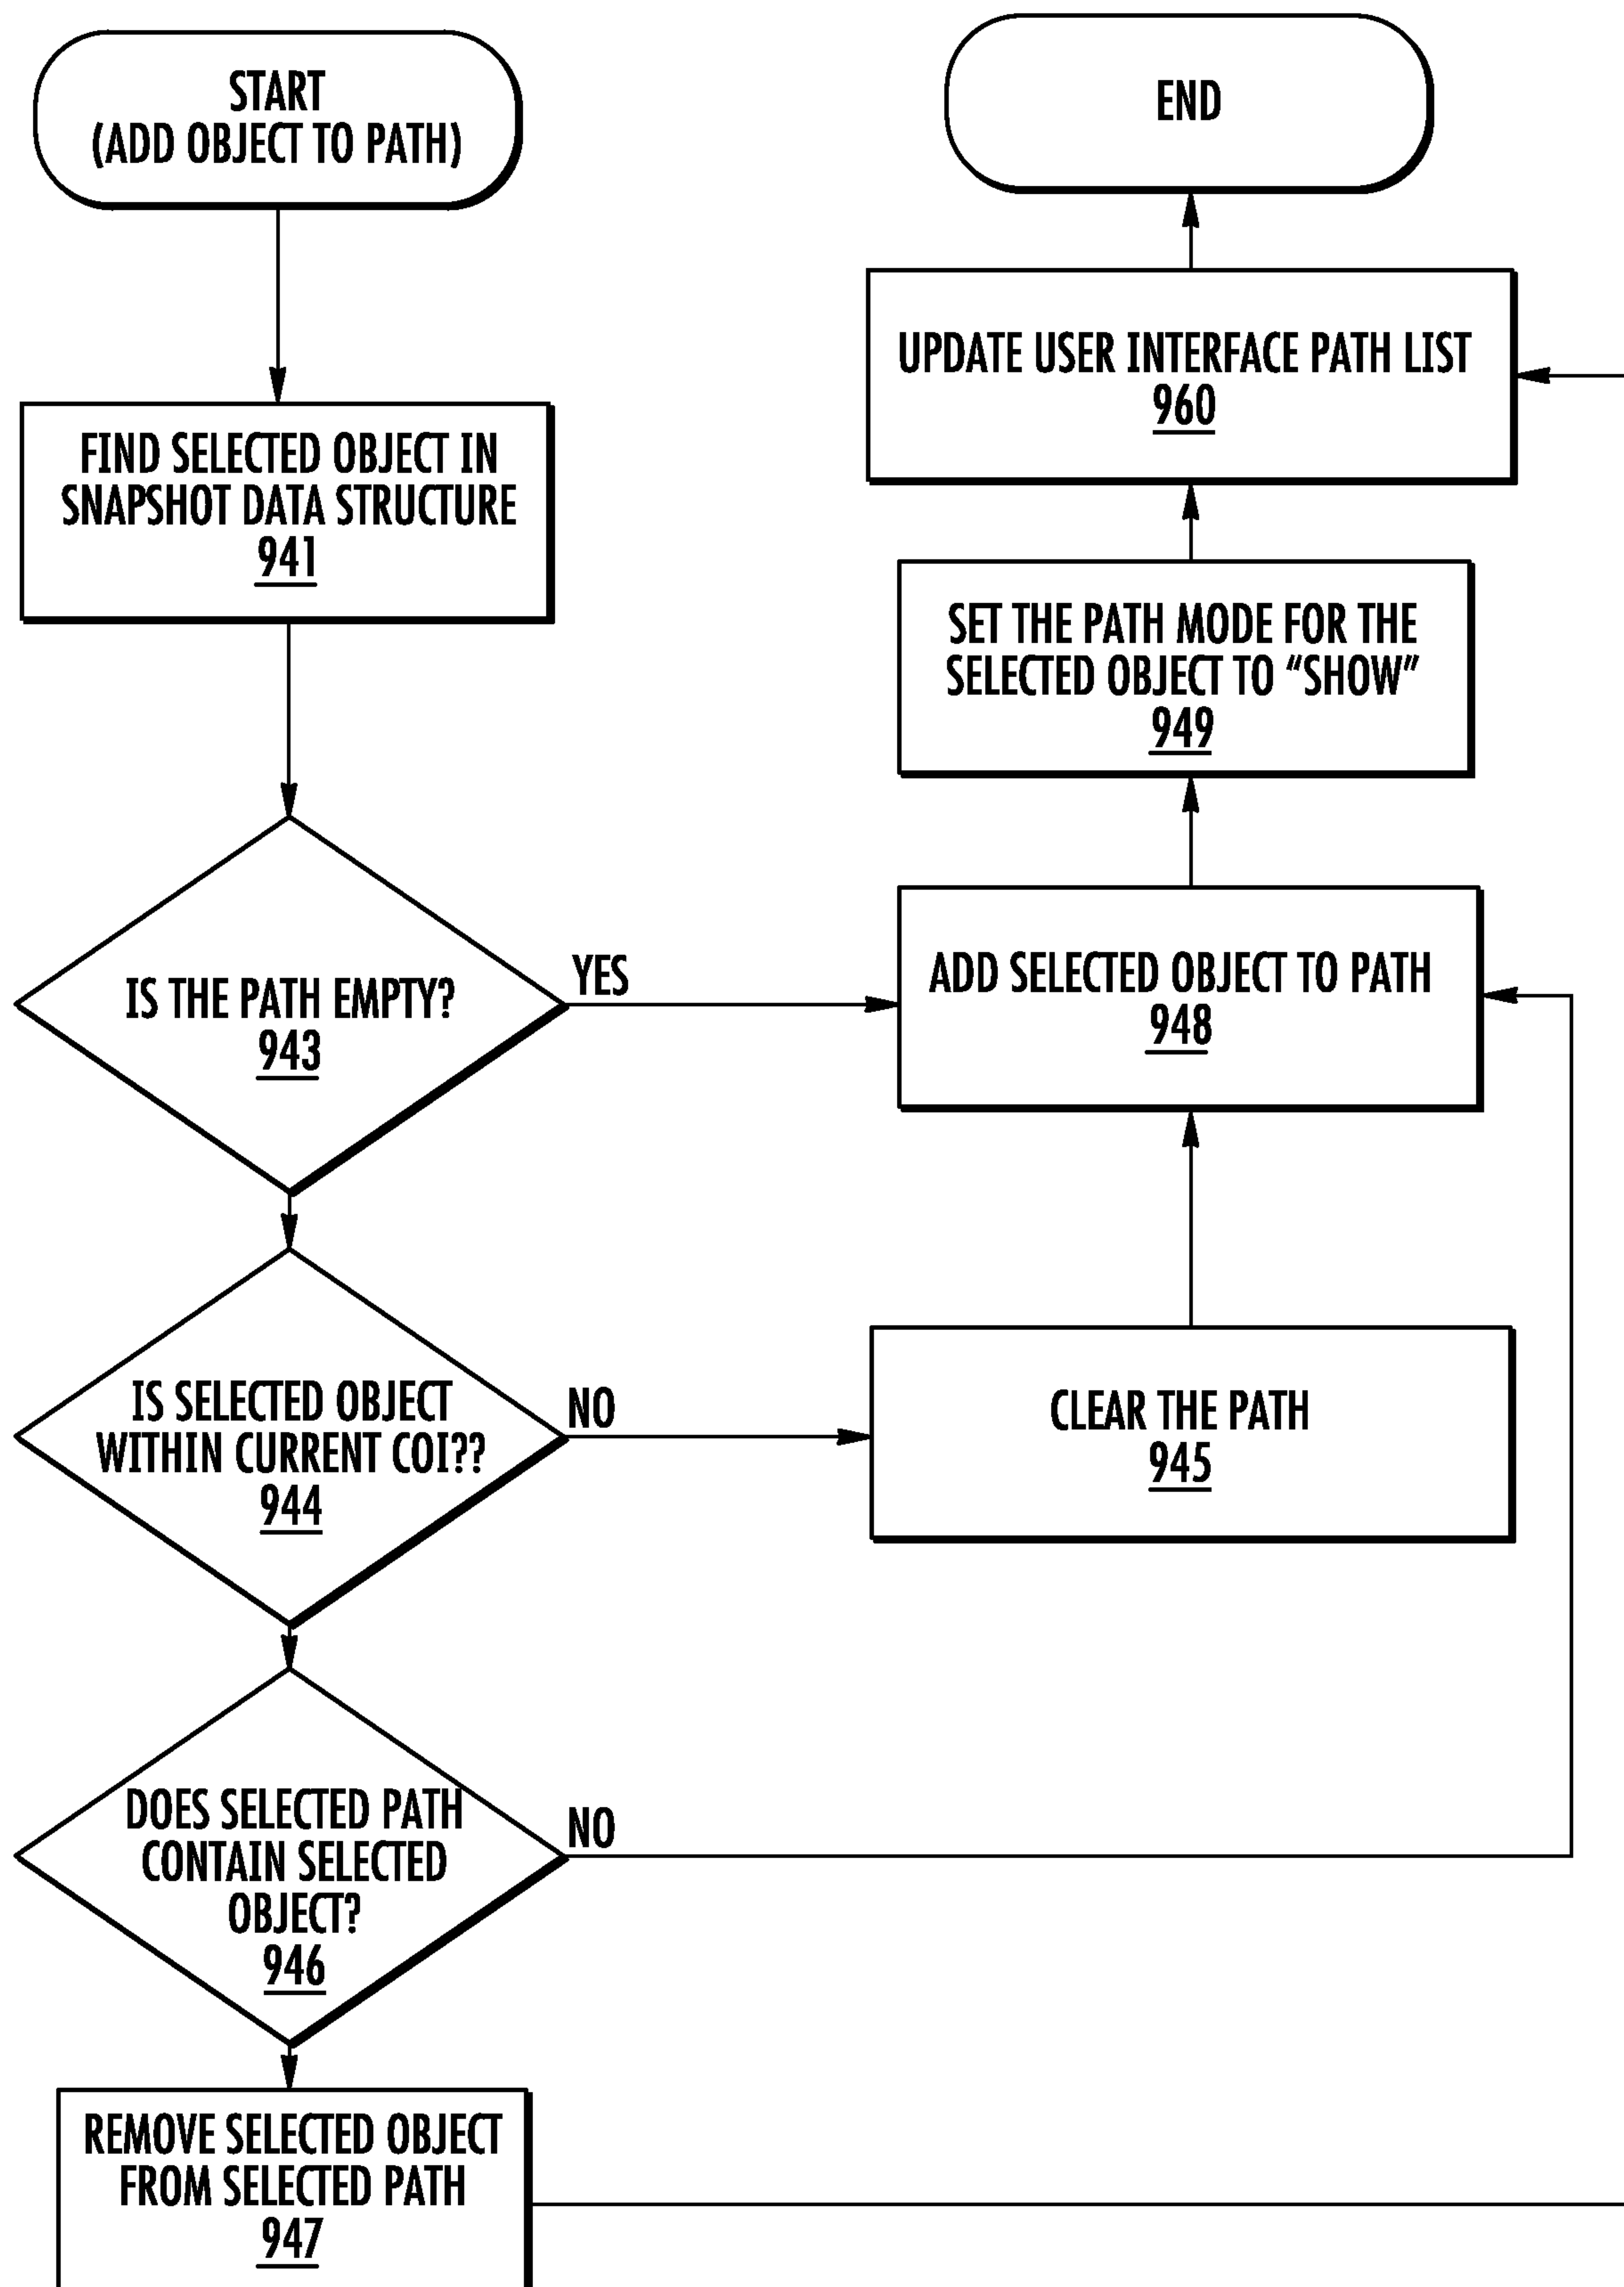 START
(ADD OBJECT TO PATH)
FIND SELECTED OBJECT IN
SNAPSHOT DATA STRUCTURE
941
IS THE PATH EMPTY?
943
YES
IS SELECTED OBJECT
WITHIN CURRENT COI??
944
NO
DOES SELECTED PATH
CONTAIN SELECTED
OBJECT?
946
NO
REMOVE SELECTED OBJECT
FROM SELECTED PATH
947
END
UPDATE USER INTERFACE PATH LIST
960
SET THE PATH MODE FOR THE
SELECTED OBJECT TO “SHOW”
949
ADD SELECTED OBJECT TO PATH
948
CLEAR THE PATH
945